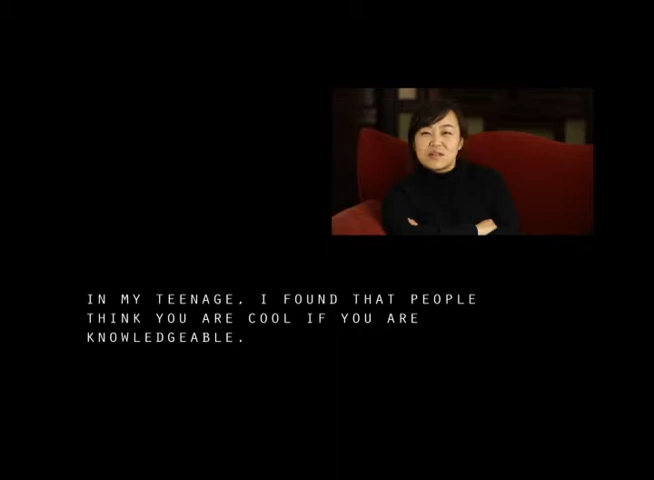 IN MY TEENAGE, I FOUND THAT PEOPLE
THINK YOU ARE COOL IF YOU ARE
KNOWLEDGEABLE.